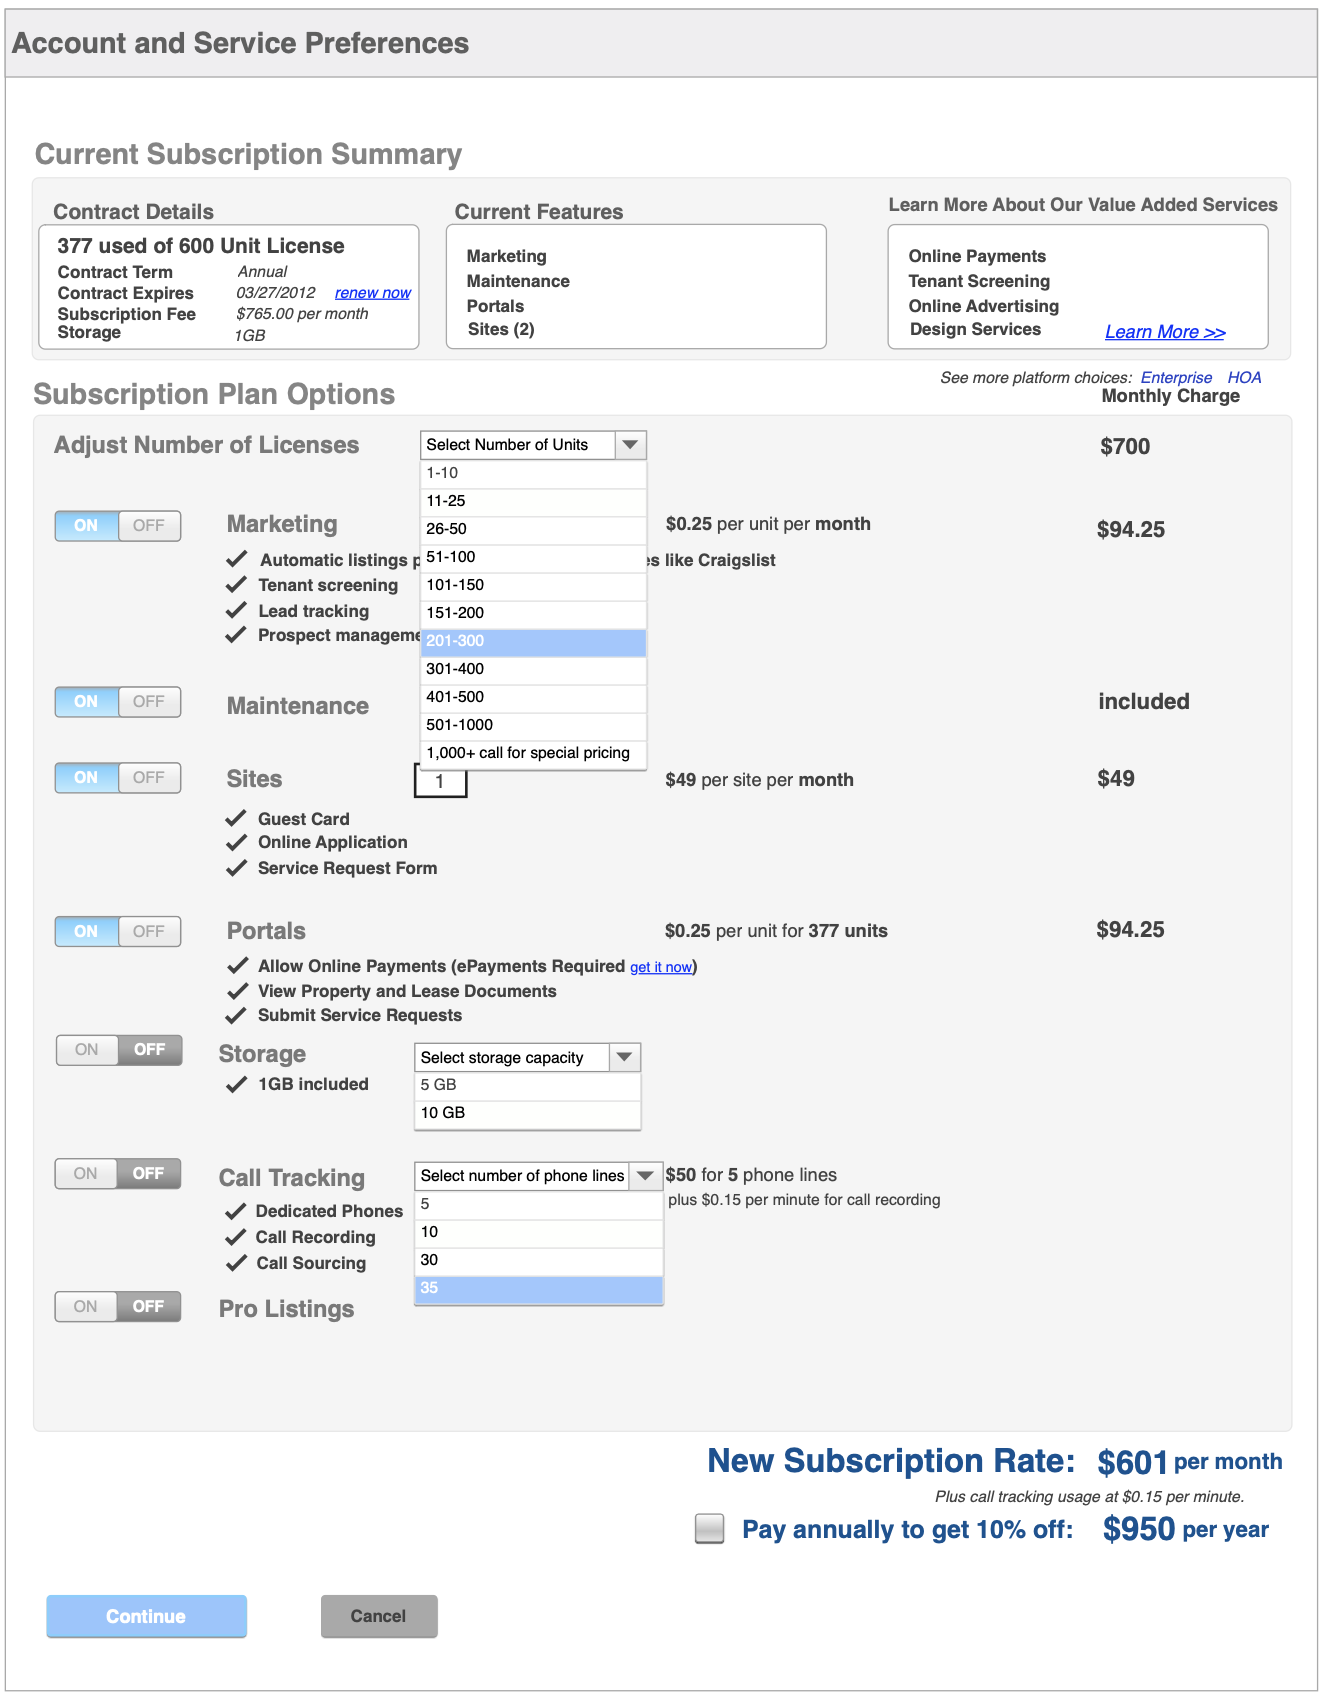 Account and Service Preferences
Current Subscription Summary
Contract Details
377 used of 600 Unit License
Contract Term Annual
Contract Expires 03/27/2012 renew now
Subscription Fee $765.00 per month
Storage 1GB
Current Features
Marketing
Maintenance
Portals
Sites (2)
Learn More About Our Value Added Services
Online Payments
Tenant Screening
Online Advertising
Design Services Learn More >>
See more platform choices: Enterprise HOA
Subscription Plan Options
Monthly Charge
Adjust Number of Licenses Select Number of Units $700
1-10
11-25
26-50
51-100
101-150
151-200
201-300
301-400
401-500
501-1000
1,000+ call for special pricing
ON OFF Marketing $0.25 per unit per month $94.25
Automatic listings like Craigslist
Tenant screening
Lead tracking
Prospect
ON OFF Maintenance included
ON OFF Sites 1 $49 per site per month $49
Guest Card
Online Application
Service Request Form
ON OFF Portals $0.25 per unit for 377 units $94.25
Allow Online Payments (ePayments Required get it now)
View Property and Lease Documents
Submit Service Requests
ON OFF Storage Select storage capacity
1GB included 5 GB
10 GB
ON OFF Call Tracking Select number of phone lines $50 for 5 phone lines
plus $0.15 per minute for call recording
Dedicated Phones
Call Recording
Call Sourcing
5
10
30
35
ON OFF Pro Listings
New Subscription Rate: $601 per month
Plus call tracking usage at $0.15 per minute.
Pay annually to get 10% off: $950 per year
Continue Cancel